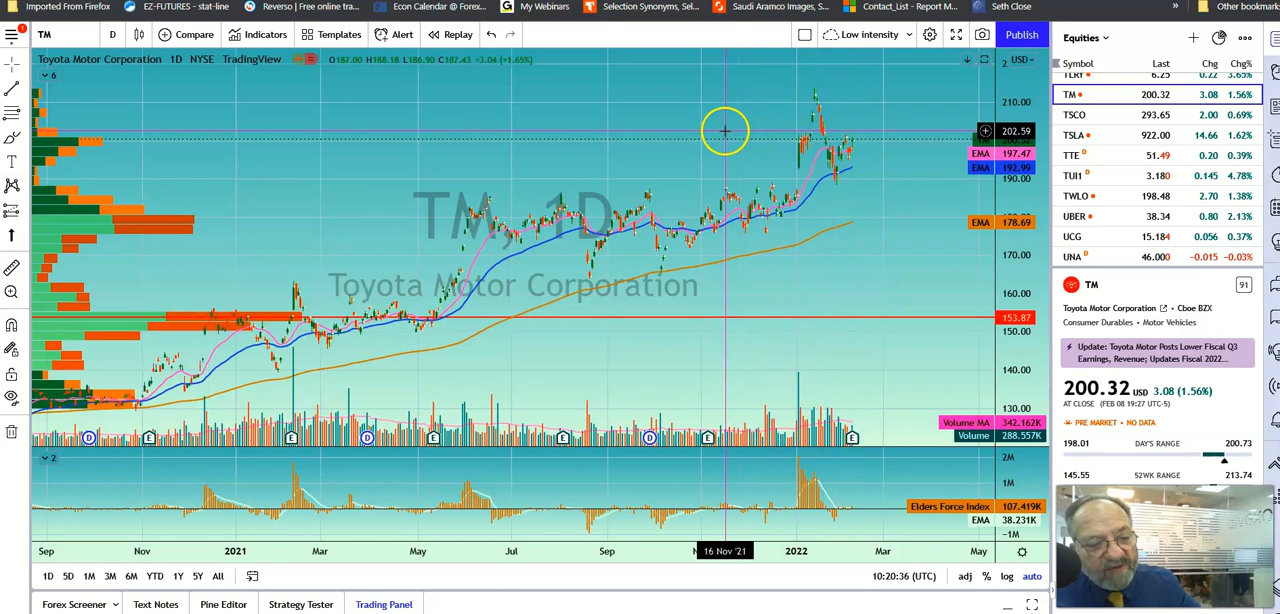 Imported From Firefox EZ-FUTURES - stat-line Reverso | Free online tra... Econ Calendar @ Forex... My Webinars Selection Synonyms, Sel... Saudi Aramco Images, S... Contact_List - Report M... Seth Close » Other bookmar
TM D Compare Indicators Templates Alert Replay Low intensity Publish Equities
Toyota Motor Corporation 1D NYSE TradingView O187.00 H188.18 L186.90 C187.43 +3.04 (+1.65%) USD
6
Symbol Last Chg Chg%
6.25 0.22 3.65%
TM 200.32 3.08 1.56%
TSCO 293.65 2.00 0.69%
TSLA 922.00 14.66 1.62%
TTE D 51.49 0.20 0.39%
TUI1 D 3.180 0.145 4.78%
TWLO 198.48 2.70 1.38%
UBER 38.34 0.80 2.13%
UCG 15.184 0.056 0.37%
UNA D 46.000 −0.015 −0.03%
210.00
202.59
EMA 197.47
EMA 192.99
190.00
EMA 178.69
170.00
160.00
153.87
150.00
140.00
130.00
TM, 1D
Toyota Motor Corporation
Volume MA 342.162K
Volume 288.557K
D E E D E E D E E
2
2M
1M
Elders Force Index 107.419K
EMA 38.231K
−1M
Sep Nov 2021 Mar May Jul Sep 16 Nov '21 2022 Mar May
1D 5D 1M 3M 6M YTD 1Y 5Y All 10:20:36 (UTC) adj % log auto
Forex Screener Text Notes Pine Editor Strategy Tester Trading Panel
TM 91
Toyota Motor Corporation • Cboe BZX
Consumer Durables • Motor Vehicles
Update: Toyota Motor Posts Lower Fiscal Q3
Earnings, Revenue; Updates Fiscal 2022...
200.32 USD 3.08 (1.56%)
AT CLOSE (FEB 08 19:27 UTC-5)
PRE MARKET • NO DATA
198.01 DAY'S RANGE 200.73
145.55 52WK RANGE 213.74